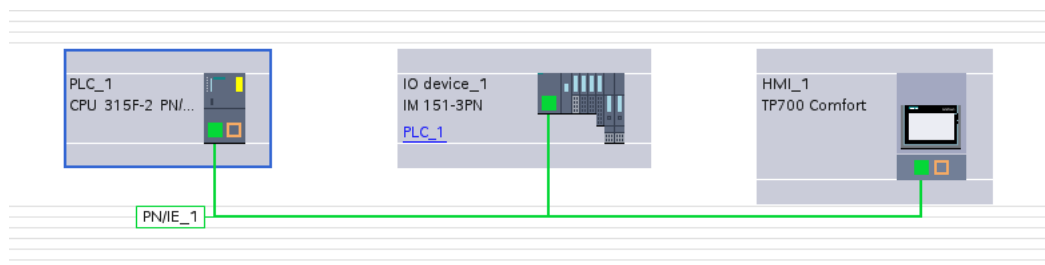 PLC_1
CPU 315F-2 PN/...
IO device_1
IM 151-3PN
PLC_1
HMI_1
TP700 Comfort
PN/IE_1